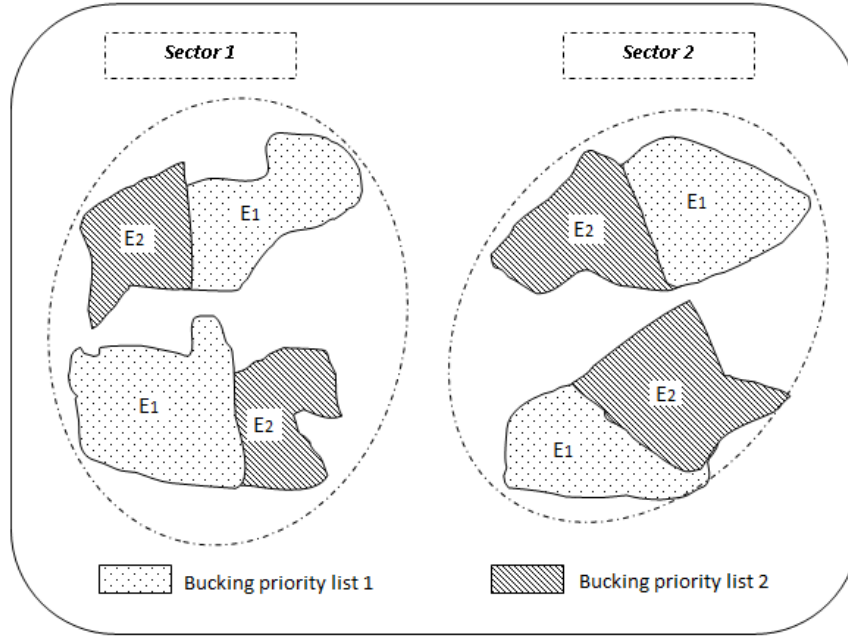 Sector 1
Sector 2
E1
E2
E2
E1
E1
E2
E2
E1
Bucking priority list 1
Bucking priority list 2